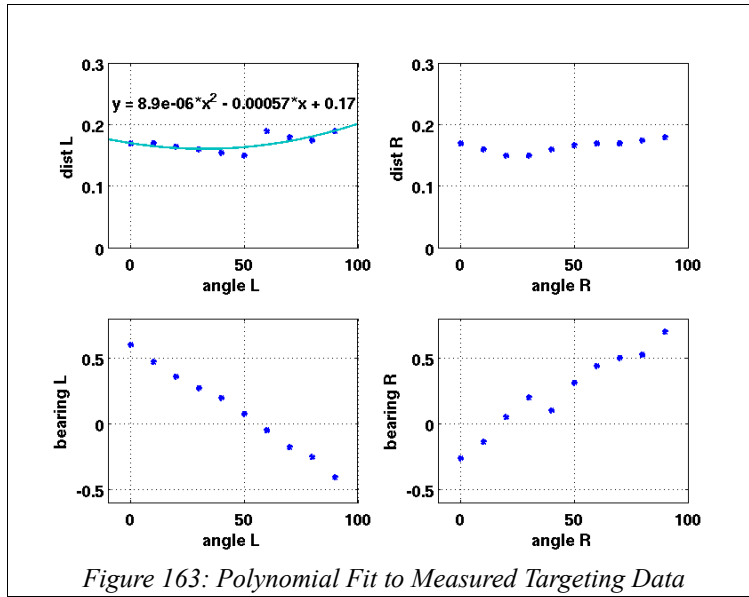 0.3
0.2
0.1
0
dist L
y = 8.9e-06*x² - 0.00057*x + 0.17
0 50 100
angle L
0.3
0.2
0.1
0
dist R
0 50 100
angle R
0.5
0
-0.5
bearing L
0 50 100
angle L
0.5
0
-0.5
bearing R
0 50 100
angle R
Figure 163: Polynomial Fit to Measured Targeting Data